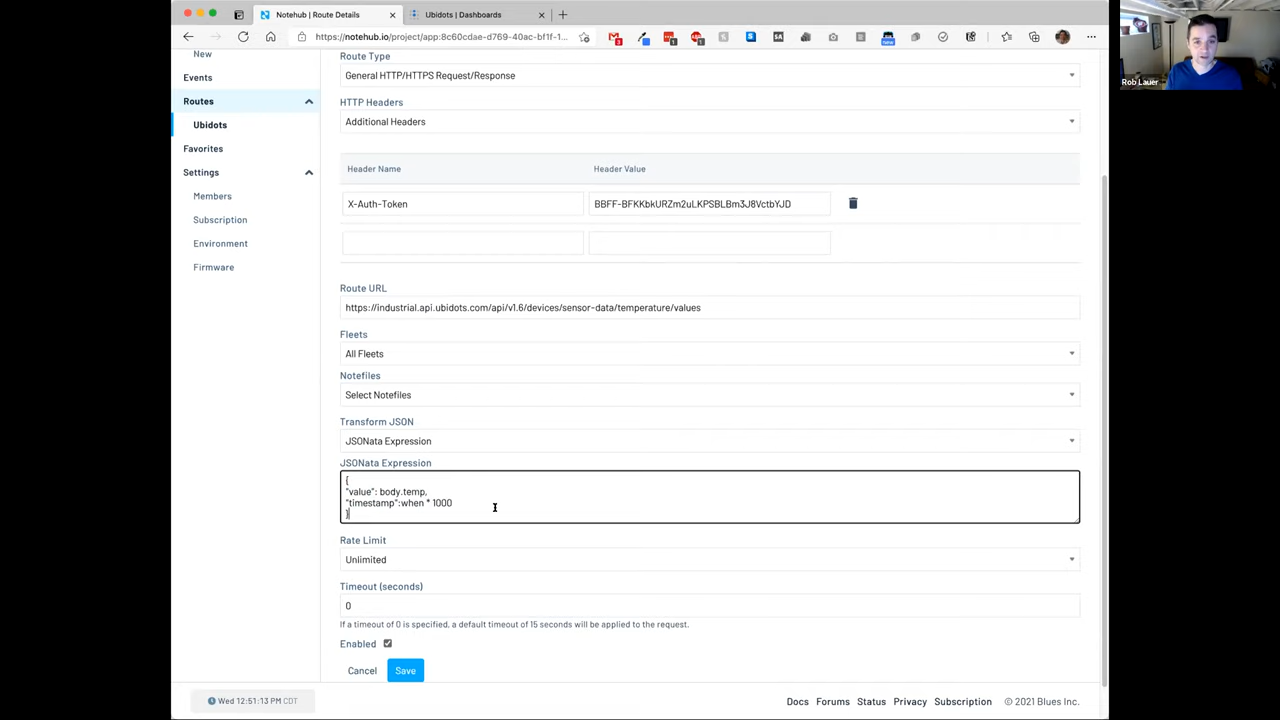 Notehub | Route Details
Ubidots | Dashboards
https://notehub.io/project/app:8c60cdae-d769-40ac-bf1f-1...
Rob Lauer
New
Events
Routes
Ubidots
Favorites
Settings
Members
Subscription
Environment
Firmware
Route Type
General HTTP/HTTPS Request/Response
HTTP Headers
Additional Headers
Header Name Header Value
X-Auth-Token BBFF-BFKKbkURZm2uLKPSBLBm3J8VctbYJD
Route URL
https://industrial.api.ubidots.com/api/v1.6/devices/sensor-data/temperature/values
Fleets
All Fleets
Notefiles
Select Notefiles
Transform JSON
JSONata Expression
JSONata Expression
{
"value": body.temp,
"timestamp":when * 1000
}
Rate Limit
Unlimited
Timeout (seconds)
0
If a timeout of 0 is specified, a default timeout of 15 seconds will be applied to the request.
Enabled
Cancel Save
Wed 12:51:13 PM CDT
Docs Forums Status Privacy Subscription © 2021 Blues Inc.